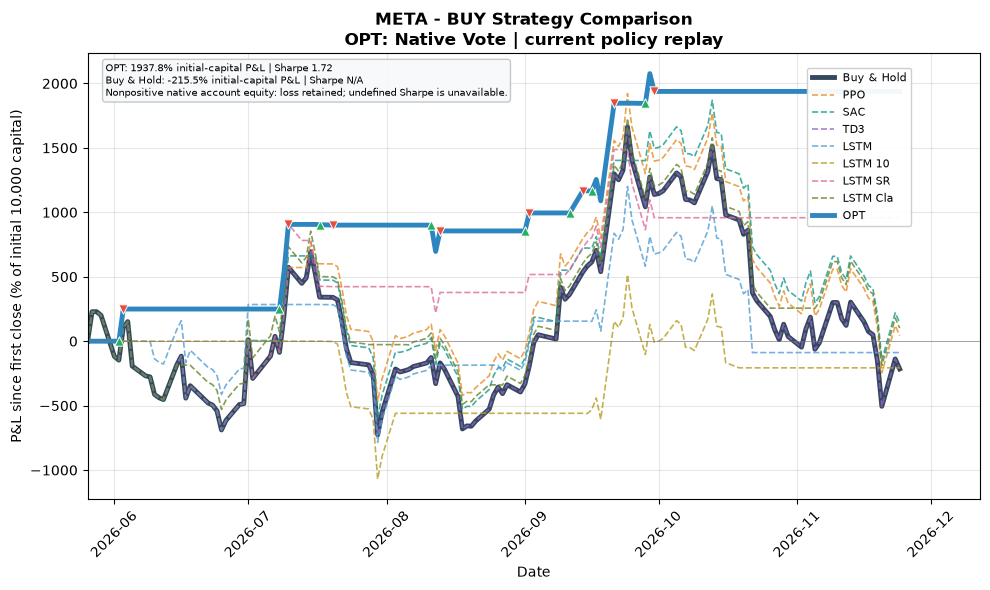 META - BUY Strategy Comparison
OPT: Native Vote | current policy replay
OPT: 1937.8% initial-capital P&L | Sharpe 1.72
Buy & Hold: -215.5% initial-capital P&L | Sharpe N/A
Nonpositive native account equity: loss retained; undefined Sharpe is unavailable.
Buy & Hold
PPO
SAC
TD3
LSTM
LSTM 10
LSTM SR
LSTM Cla
OPT
P&L since first close (% of initial 10,000 capital)
2000
1500
1000
500
0
−500
−1000
2026-06
2026-07
2026-08
2026-09
2026-10
2026-11
2026-12
Date